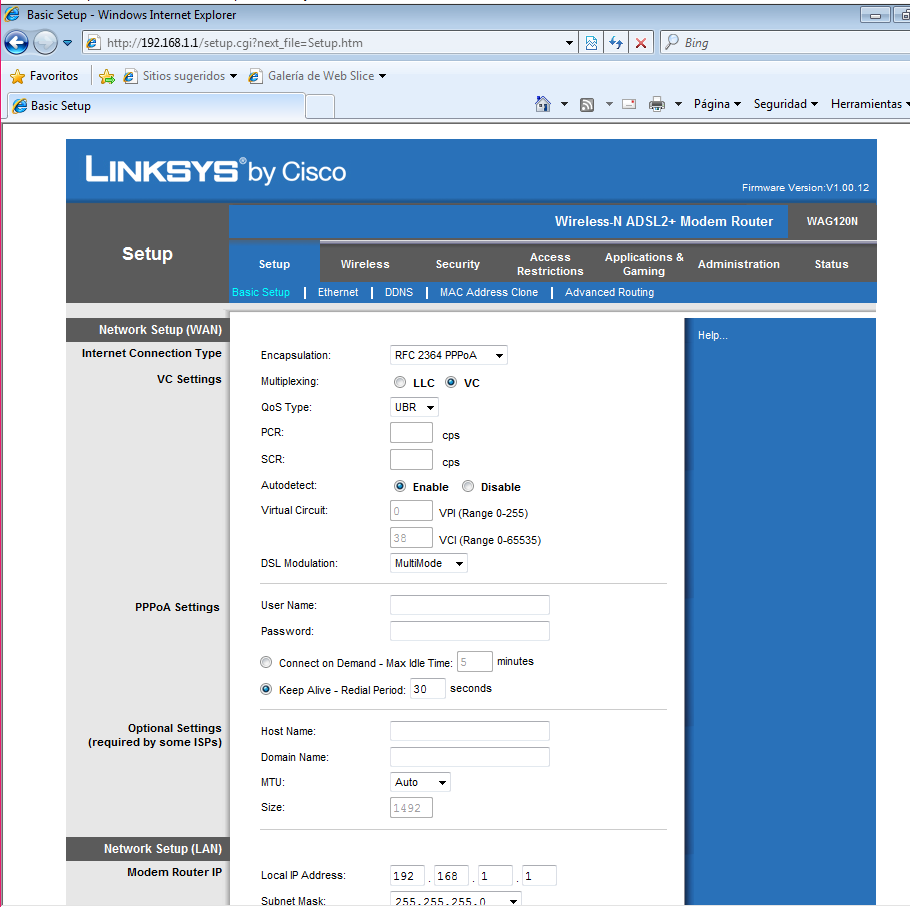 Basic Setup - Windows Internet Explorer
http://192.168.1.1/setup.cgi?next_file=Setup.htm
Bing
Favoritos
Sitios sugeridos
Galería de Web Slice
Basic Setup
Página
Seguridad
Herramientas
LINKSYS® by Cisco
Firmware Version:V1.00.12
Wireless-N ADSL2+ Modem Router
WAG120N
Setup
Setup
Wireless
Security
Access Restrictions
Applications & Gaming
Administration
Status
Basic Setup | Ethernet | DDNS | MAC Address Clone | Advanced Routing
Network Setup (WAN)
Help...
Internet Connection Type
Encapsulation: RFC 2364 PPPoA
VC Settings
Multiplexing: LLC VC
QoS Type: UBR
PCR: cps
SCR: cps
Autodetect: Enable Disable
Virtual Circuit: 0 VPI (Range 0-255)
38 VCI (Range 0-65535)
DSL Modulation: MultiMode
PPPoA Settings
User Name:
Password:
Connect on Demand - Max Idle Time: 5 minutes
Keep Alive - Redial Period: 30 seconds
Optional Settings
(required by some ISPs)
Host Name:
Domain Name:
MTU: Auto
Size: 1492
Network Setup (LAN)
Modem Router IP
Local IP Address: 192 . 168 . 1 . 1
Subnet Mask: 255.255.255.0